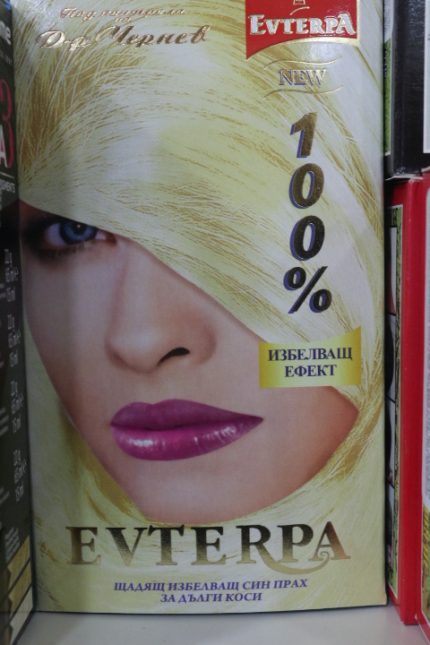 Под контрола
Д-р Чернев
EVTERPA
NEW
100%
ИЗБЕЛВАЩ
ЕФЕКТ
EVTERPA
ЩАДЯЩ ИЗБЕЛВАЩ СИН ПРАХ
ЗА ДЪЛГИ КОСИ